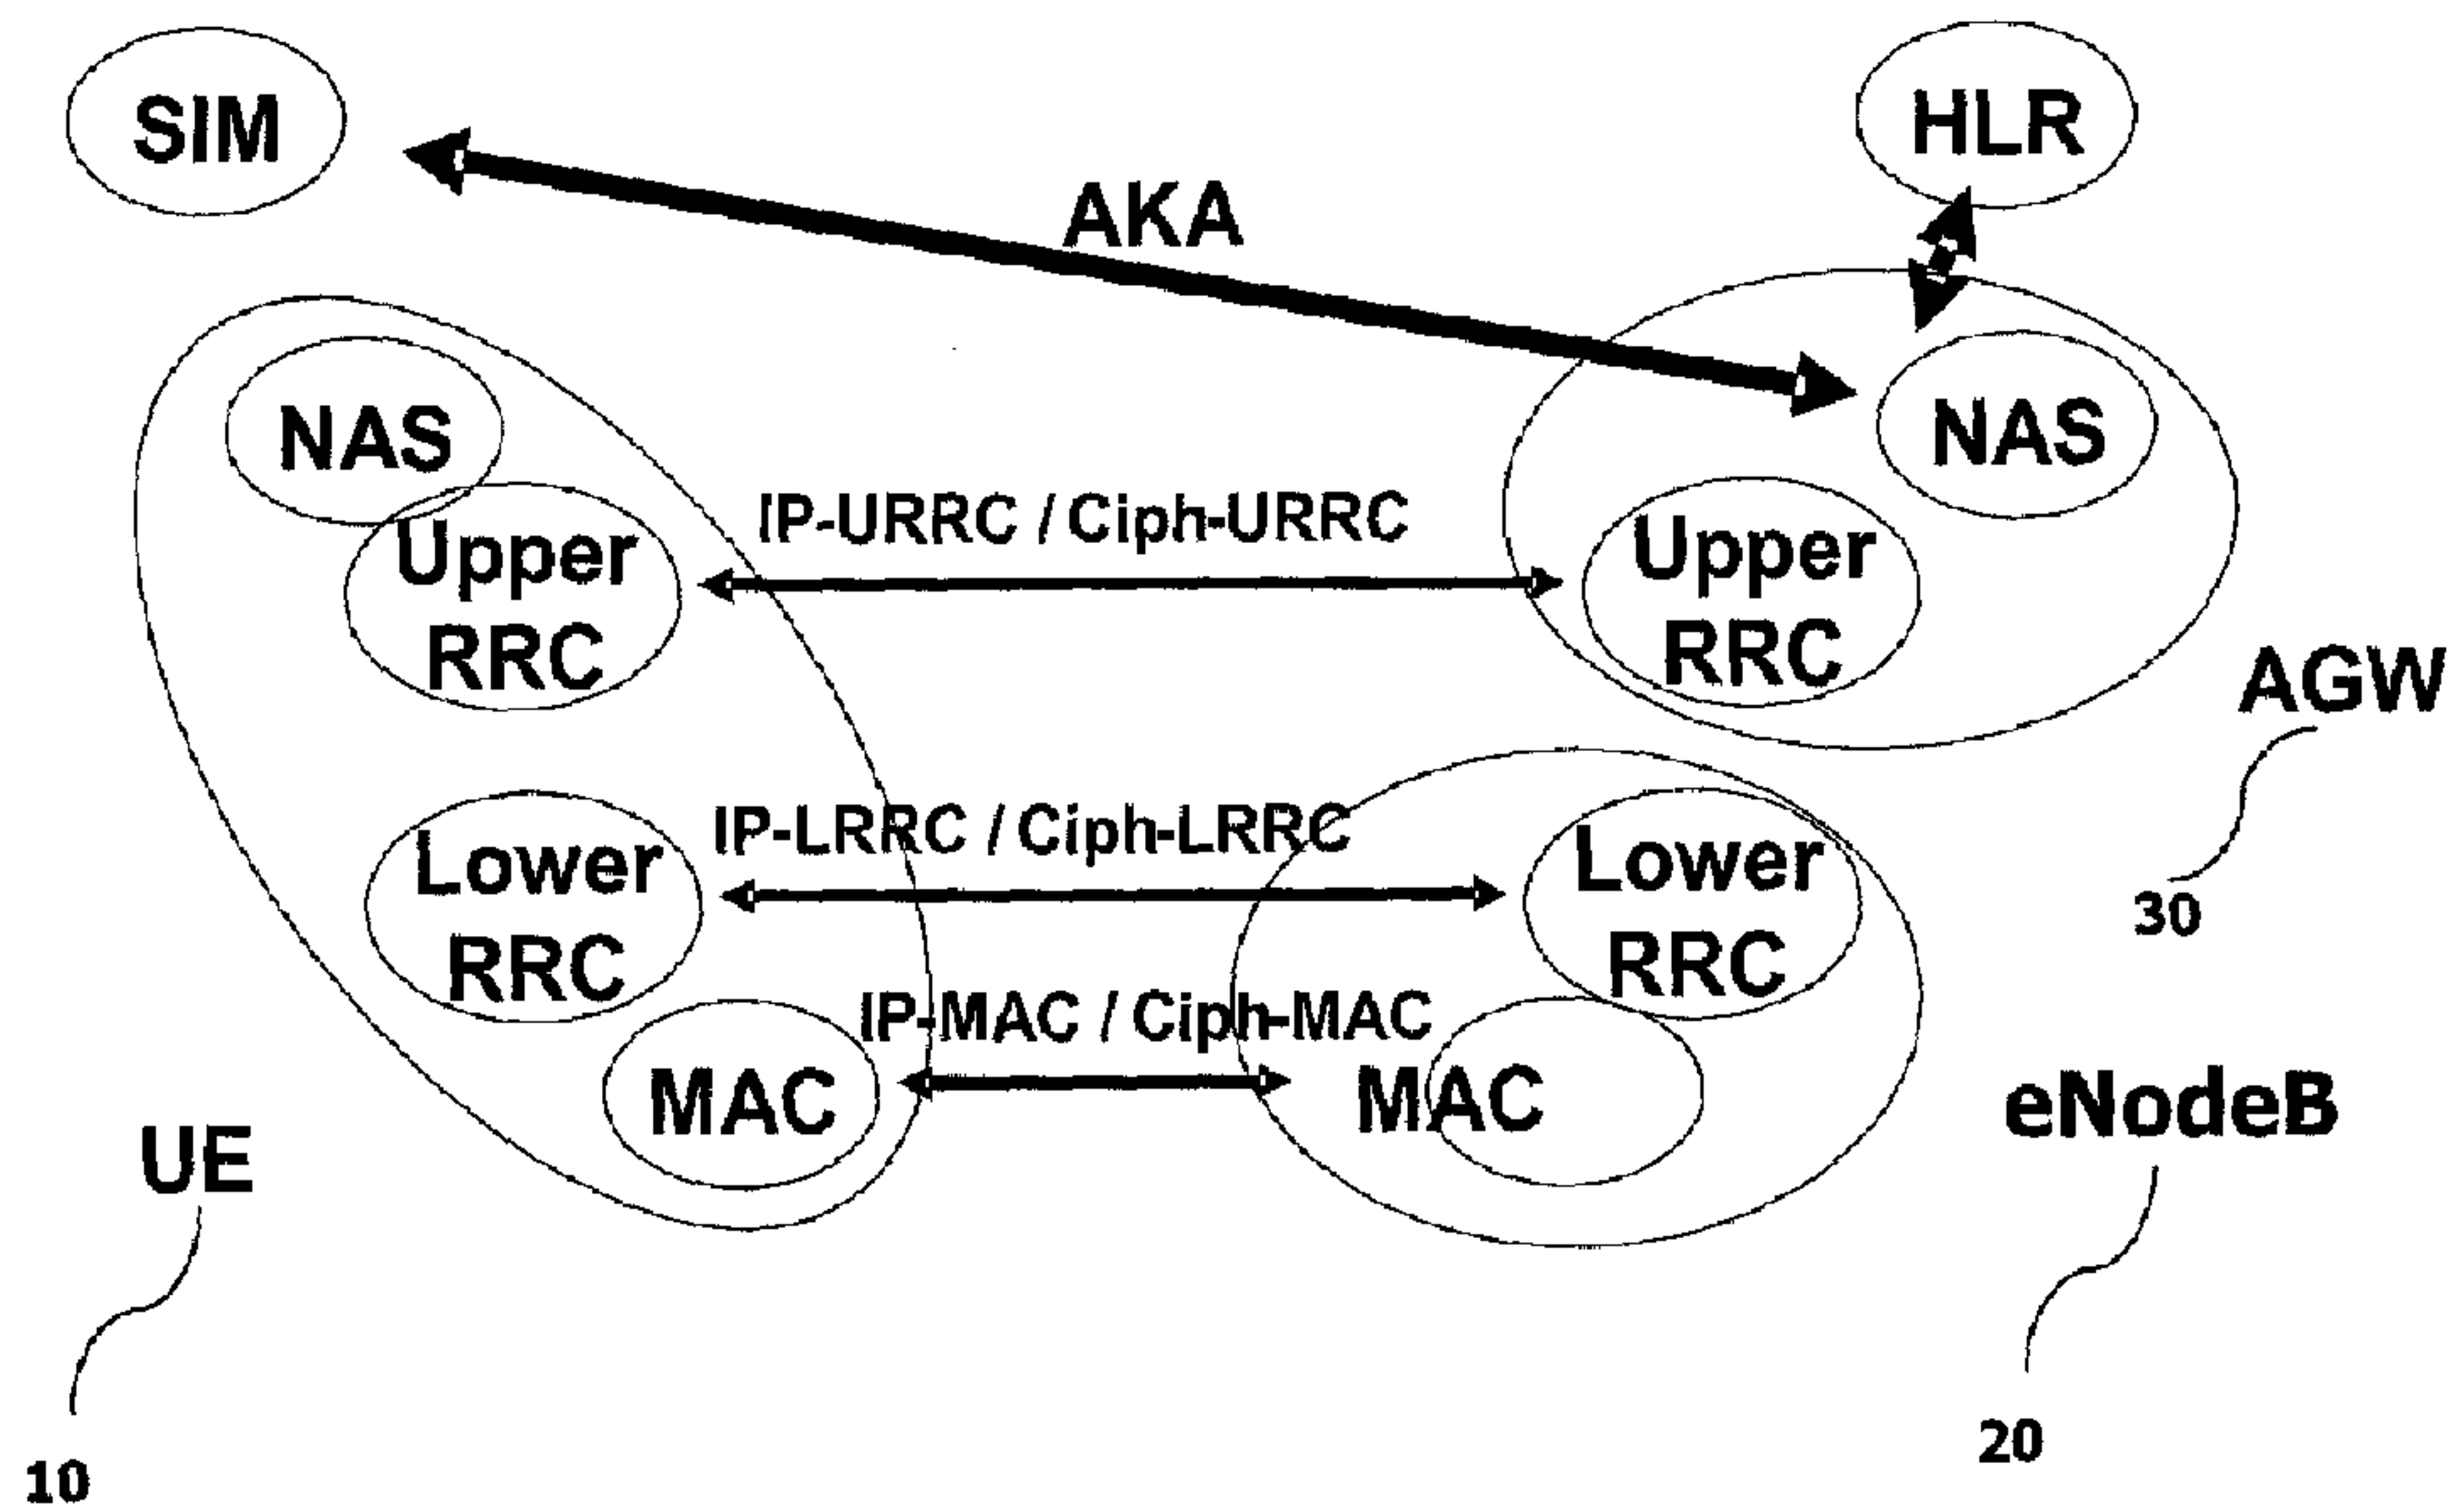 SIM
HLR
AKA
NAS
NAS
IP-URRC / Ciph-URRC
Upper
RRC
Upper
RRC
AGW
30
IP-LRRC / Ciph-LRRC
Lower
RRC
Lower
RRC
IP-MAC / Ciph-MAC
MAC
MAC
eNodeB
20
UE
10